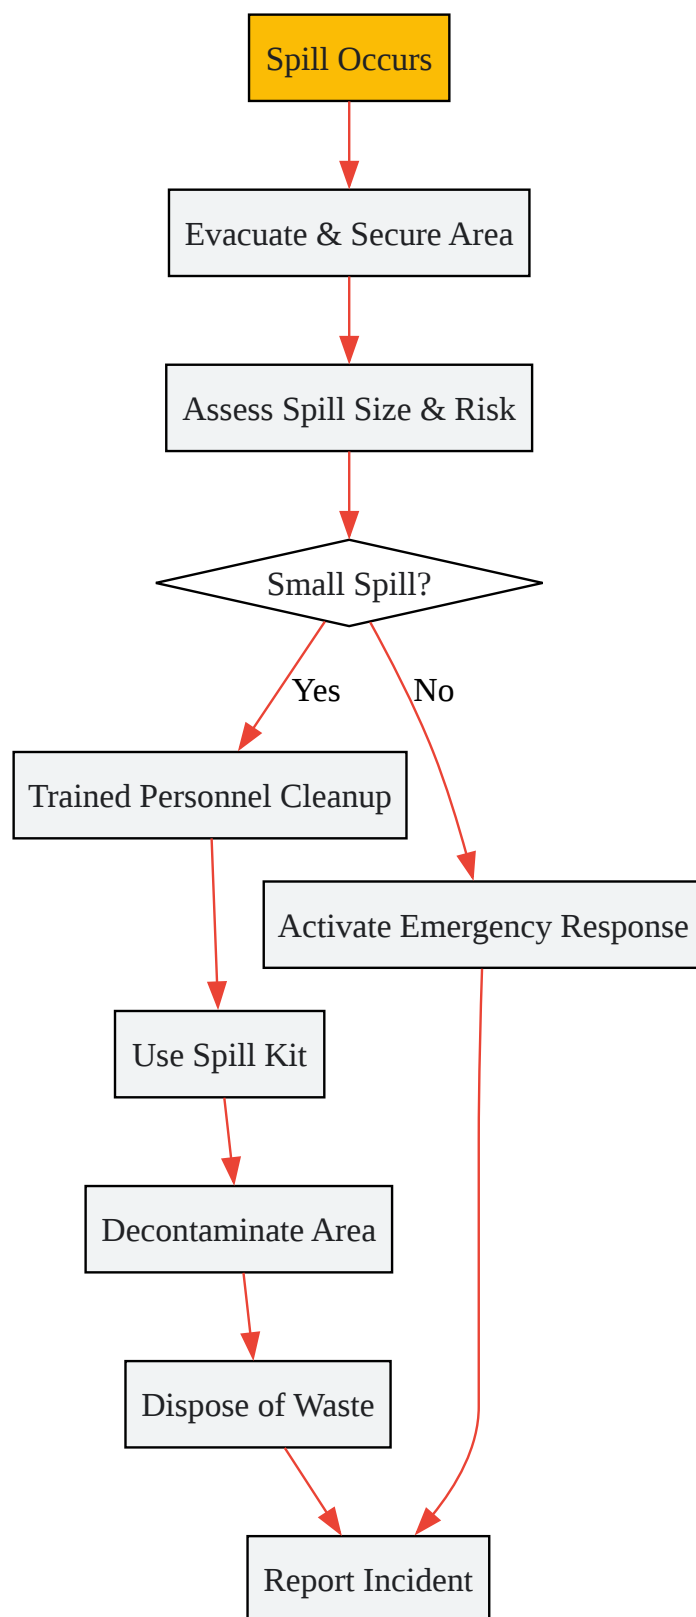 Spill Occurs
Evacuate & Secure Area
Assess Spill Size & Risk
Small Spill?
Yes
No
Trained Personnel Cleanup
Activate Emergency Response
Use Spill Kit
Decontaminate Area
Dispose of Waste
Report Incident